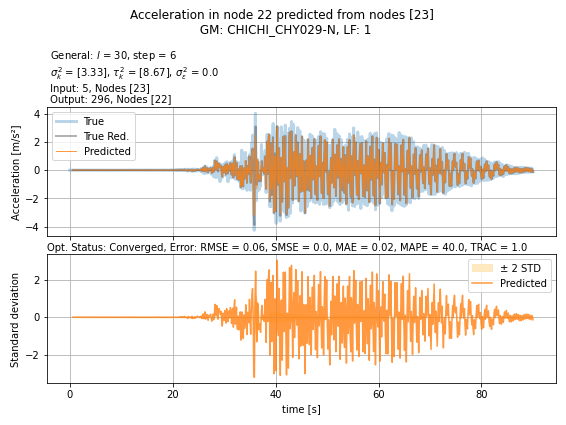 Acceleration in node 22 predicted from nodes [23]
GM: CHICHI_CHY029-N, LF: 1
General: l = 30, step = 6
σ²ₖ = [3.33], τ²ₖ = [8.67], σ²ε = 0.0
Input: 5, Nodes [23]
Output: 296, Nodes [22]
Acceleration [m/s²]
4
2
0
−2
−4
True
True Red.
Predicted
Opt. Status: Converged, Error: RMSE = 0.06, SMSE = 0.0, MAE = 0.02, MAPE = 40.0, TRAC = 1.0
Standard deviation
2
0
−2
± 2 STD
Predicted
0 20 40 60 80
time [s]